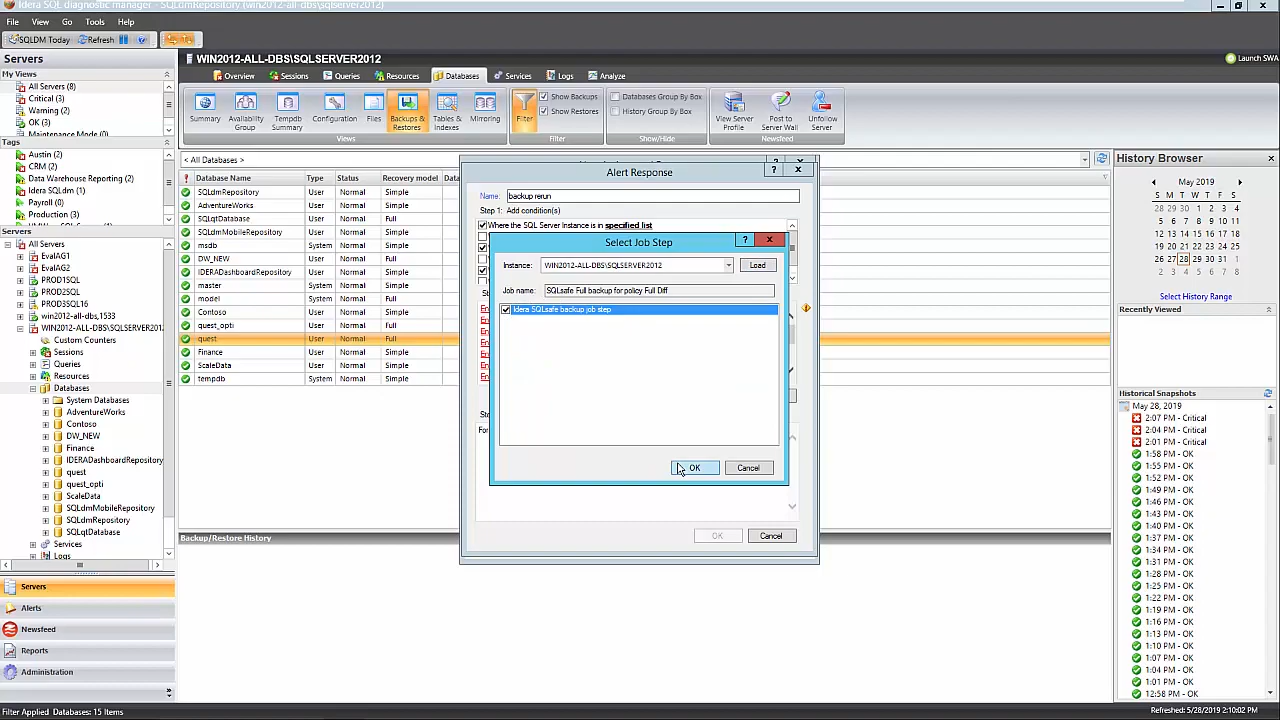 Idera SQL diagnostic manager - SQLdmRepository (win2012-all-dbs\sqlserver2012)
File View Go Tools Help
SQLDM Today Refresh
Servers
WIN2012-ALL-DBS\SQLSERVER2012
Launch SWA
My Views
All Servers (8)
Critical (3)
Warning (2)
OK (3)
Maintenance Mode (0)
Tags
Austin (2)
CRM (2)
Data Warehouse Reporting (2)
Idera SQLdm (1)
Payroll (0)
Production (3)
Servers
All Servers
EvalAG1
EvalAG2
PROD1SQL
PROD2SQL
PROD3SQL16
win2012-all-dbs,1533
WIN2012-ALL-DBS\SQLSERVER201
Custom Counters
Sessions
Queries
Resources
Databases
System Databases
AdventureWorks
Contoso
DW_NEW
Finance
IDERADashboardRepository
quest
quest_opti
ScaleData
SQLdmMobileRepository
SQLdmRepository
SQLqtDatabase
Services
Logs
Servers
Alerts
Newsfeed
Reports
Administration
Filter Applied Databases: 15 Items
Overview Sessions Queries Resources Databases Services Logs Analyze
Summary
Availability Group
Tempdb Summary
Configuration
Files
Backups & Restores
Tables & Indexes
Mirroring
Views
Filter
Show Backups
Show Restores
Filter
Databases Group By Box
History Group By Box
Show/Hide
View Server Profile
Post to Server Wall
Unfollow Server
Newsfeed
< All Databases >
Database Name Type Status Recovery model Data
SQLdmRepository User Normal Simple
AdventureWorks User Normal Simple
SQLqtDatabase User Normal Full
SQLdmMobileRepository User Normal Simple
msdb System Normal Simple
DW_NEW User Normal Full
IDERADashboardRepository User Normal Simple
master System Normal Simple
model System Normal Simple
Contoso User Normal Simple
quest_opti User Normal Full
quest User Normal Full
Finance User Normal Simple
ScaleData User Normal Simple
tempdb System Normal Simple
Backup/Restore History
Alert Response
Name: backup rerun
Step 1: Add condition(s)
Where the SQL Server Instance is in specified list
Select Job Step
Instance: WIN2012-ALL-DBS\SQLSERVER2012 Load
Job name: SQLsafe Full backup for policy Full Diff
Idera SQLsafe backup job step
OK Cancel
OK Cancel
History Browser
May 2019
S M T W T F S
28 29 30 1 2 3 4
5 6 7 8 9 10 11
12 13 14 15 16 17 18
19 20 21 22 23 24 25
26 27 28 29 30 31 1
2 3 4 5 6 7 8
Select History Range
Recently Viewed
Historical Snapshots
May 28, 2019
2:07 PM - Critical
2:04 PM - Critical
2:01 PM - Critical
1:58 PM - OK
1:55 PM - OK
1:52 PM - OK
1:49 PM - OK
1:46 PM - OK
1:43 PM - OK
1:40 PM - OK
1:37 PM - OK
1:34 PM - OK
1:31 PM - OK
1:28 PM - OK
1:25 PM - OK
1:22 PM - OK
1:19 PM - OK
1:16 PM - OK
1:13 PM - OK
1:10 PM - OK
1:07 PM - OK
1:04 PM - OK
1:01 PM - OK
12:58 PM - OK
Refreshed: 5/28/2019 2:10:02 PM